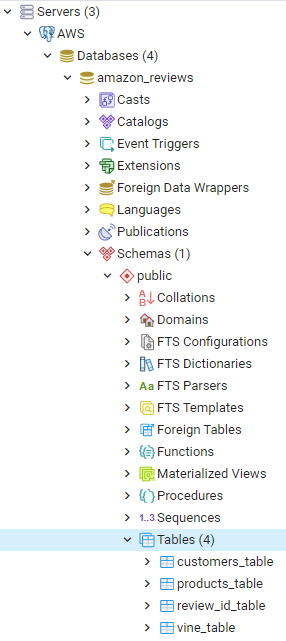 Servers (3)
AWS
Databases (4)
amazon_reviews
Casts
Catalogs
Event Triggers
Extensions
Foreign Data Wrappers
Languages
Publications
Schemas (1)
public
Collations
Domains
FTS Configurations
FTS Dictionaries
Aa FTS Parsers
FTS Templates
Foreign Tables
Functions
Materialized Views
Procedures
1..3 Sequences
Tables (4)
customers_table
products_table
review_id_table
vine_table